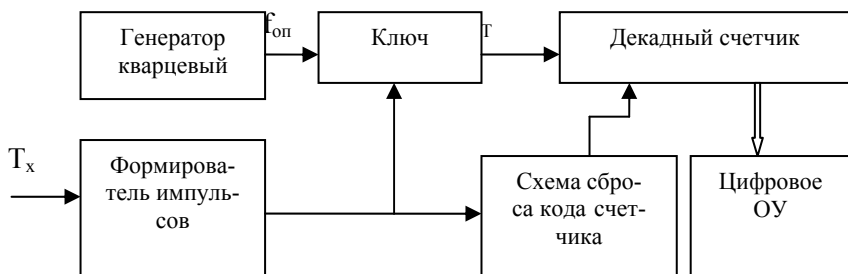 Генератор
кварцевый
fоп
Ключ
T
Декадный счетчик
Tx
Формирова-
тель импуль-
сов
Схема сбро-
са кода счет-
чика
Цифровое
ОУ